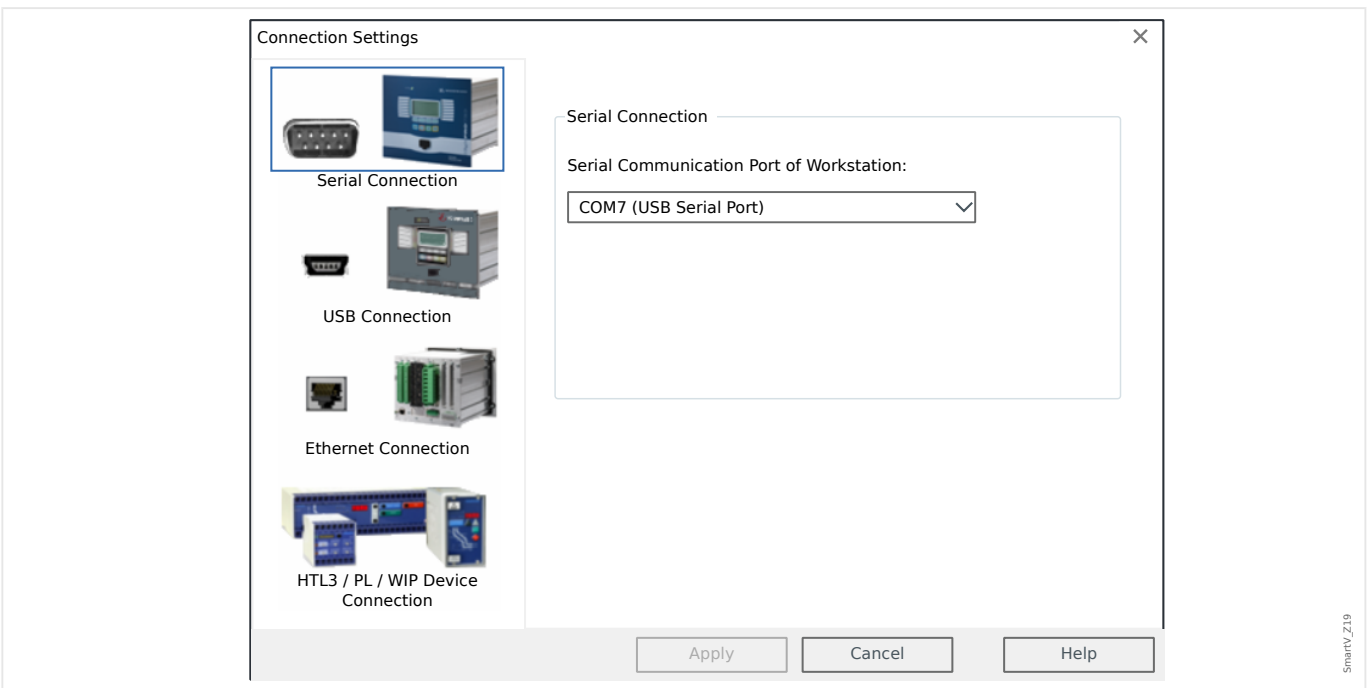 Connection Settings
Serial Connection
USB Connection
Ethernet Connection
HTL3 / PL / WIP Device
Connection
Serial Connection
Serial Communication Port of Workstation:
COM7 (USB Serial Port)
Apply
Cancel
Help
SmartV_Z19